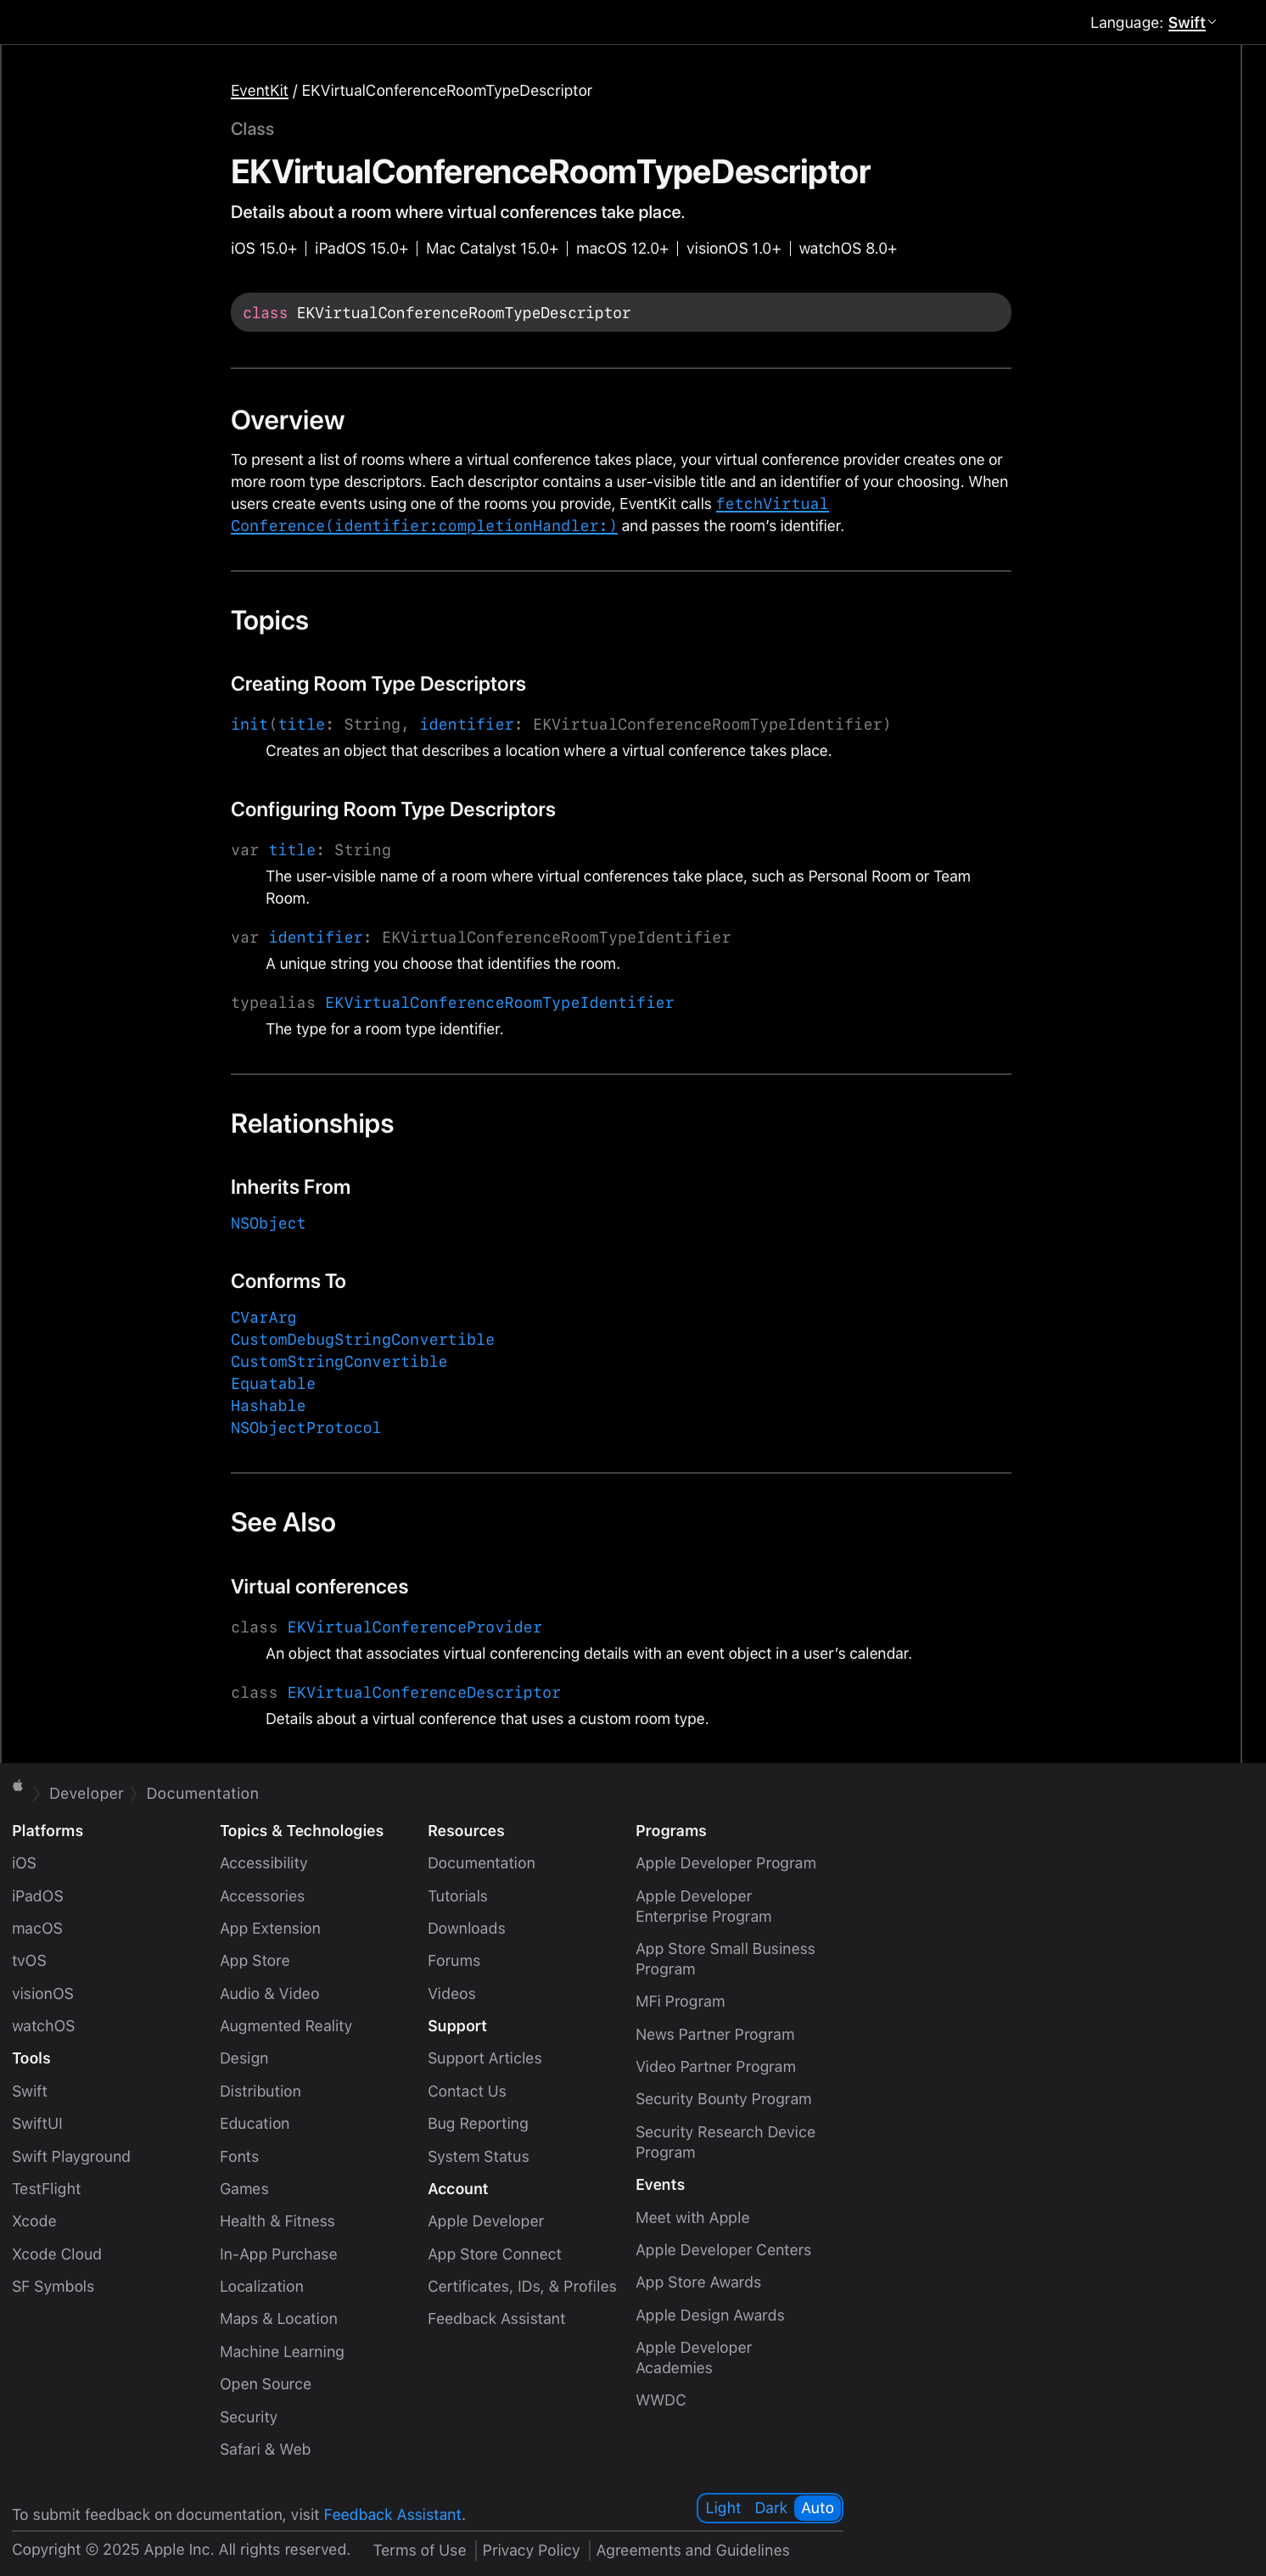 Language: Swift
EventKit / EKVirtualConferenceRoomTypeDescriptor
Class
EKVirtualConferenceRoomTypeDescriptor
Details about a room where virtual conferences take place.
iOS 15.0+ | iPadOS 15.0+ | Mac Catalyst 15.0+ | macOS 12.0+ | visionOS 1.0+ | watchOS 8.0+
class EKVirtualConferenceRoomTypeDescriptor
Overview
To present a list of rooms where a virtual conference takes place, your virtual conference provider creates one or
more room type descriptors. Each descriptor contains a user-visible title and an identifier of your choosing. When
users create events using one of the rooms you provide, EventKit calls fetchVirtual
Conference(identifier:completionHandler:) and passes the room’s identifier.
Topics
Creating Room Type Descriptors
init(title: String, identifier: EKVirtualConferenceRoomTypeIdentifier)
Creates an object that describes a location where a virtual conference takes place.
Configuring Room Type Descriptors
var title: String
The user-visible name of a room where virtual conferences take place, such as Personal Room or Team
Room.
var identifier: EKVirtualConferenceRoomTypeIdentifier
A unique string you choose that identifies the room.
typealias EKVirtualConferenceRoomTypeIdentifier
The type for a room type identifier.
Relationships
Inherits From
NSObject
Conforms To
CVarArg
CustomDebugStringConvertible
CustomStringConvertible
Equatable
Hashable
NSObjectProtocol
See Also
Virtual conferences
class EKVirtualConferenceProvider
An object that associates virtual conferencing details with an event object in a user’s calendar.
class EKVirtualConferenceDescriptor
Details about a virtual conference that uses a custom room type.
Developer Documentation
Platforms
iOS
iPadOS
macOS
tvOS
visionOS
watchOS
Tools
Swift
SwiftUI
Swift Playground
TestFlight
Xcode
Xcode Cloud
SF Symbols
Topics & Technologies
Accessibility
Accessories
App Extension
App Store
Audio & Video
Augmented Reality
Design
Distribution
Education
Fonts
Games
Health & Fitness
In-App Purchase
Localization
Maps & Location
Machine Learning
Open Source
Security
Safari & Web
Resources
Documentation
Tutorials
Downloads
Forums
Videos
Support
Support Articles
Contact Us
Bug Reporting
System Status
Account
Apple Developer
App Store Connect
Certificates, IDs, & Profiles
Feedback Assistant
Programs
Apple Developer Program
Apple Developer
Enterprise Program
App Store Small Business
Program
MFi Program
News Partner Program
Video Partner Program
Security Bounty Program
Security Research Device
Program
Events
Meet with Apple
Apple Developer Centers
App Store Awards
Apple Design Awards
Apple Developer
Academies
WWDC
To submit feedback on documentation, visit Feedback Assistant.
Light Dark Auto
Copyright © 2025 Apple Inc. All rights reserved. Terms of Use | Privacy Policy | Agreements and Guidelines